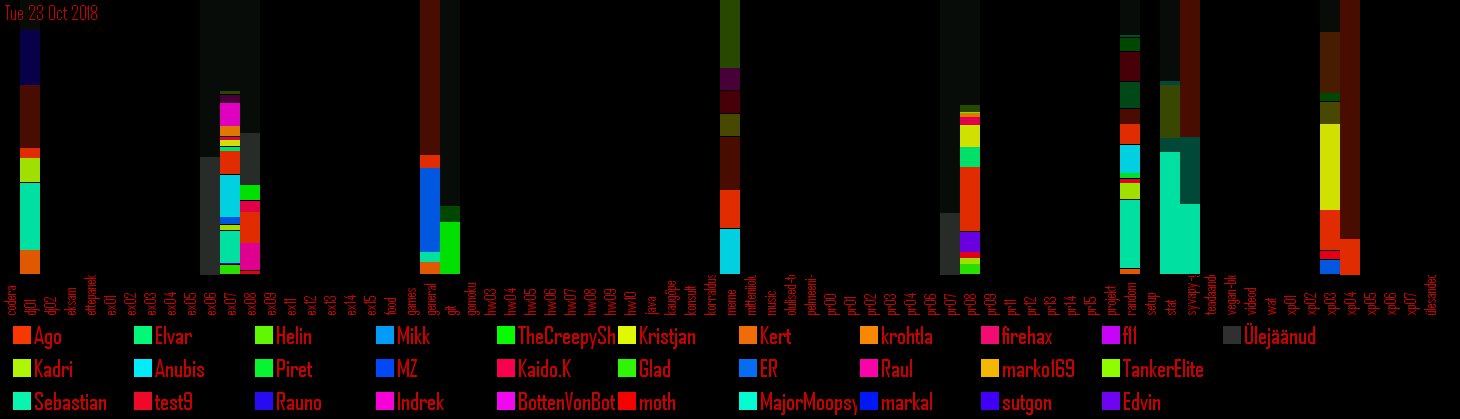 Tue 23 Oct 2018
codera dj01 dj02 eksam ettepanek ex01 ex02 ex03 ex04 ex05 ex06 ex07 ex08 ex09 ex11 ex12 ex13 ex14 ex15 food games general git gomoku hw03 hw04 hw05 hw06 hw07 hw08 hw09 hw10 java kaugõpe konsult korraldus meme music pelmeeni- pr00 pr01 pr02 pr03 pr04 pr06 pr07 pr08 pr09 pr11 pr12 pr13 pr14 pr15 projekt random setup stat teadaande videod wat xp01 xp02 xp03 xp04 xp05 xp06 xp07 ülesanded
Ago Elvar Helin Mikk TheCreepySh Kristjan Kert krohtla firehax fl1 Ülejäänud
Kadri Anubis Piret MZ Kaido.K Glad ER Raul marko169 TankerElite
Sebastian test9 Rauno Indrek BottenVonBot moth MajorMoopsy markal sutgon Edvin